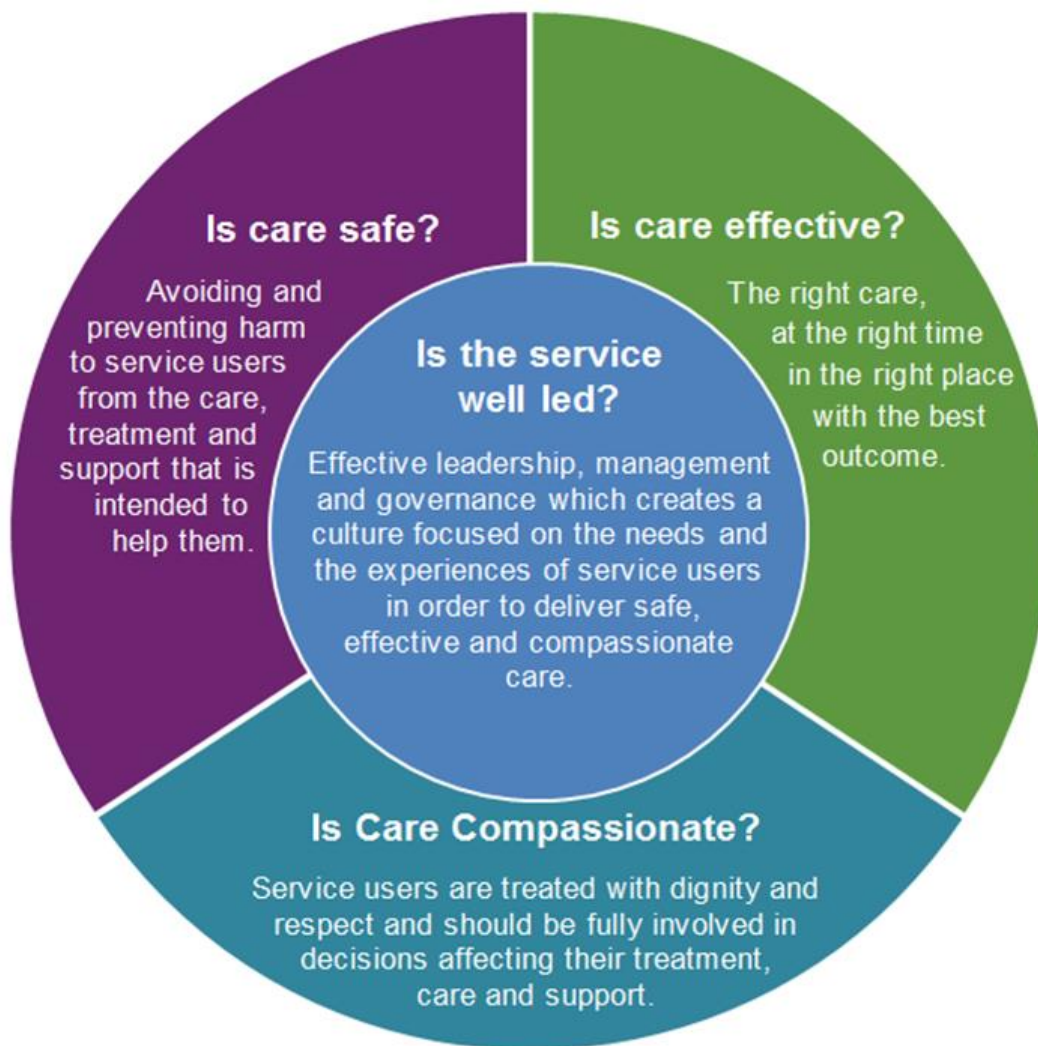 Is care safe?
Avoiding and
preventing harm
to service users
from the care,
treatment and
support that is
intended to
help them.
Is care effective?
The right care,
at the right time
in the right place
with the best
outcome.
Is the service
well led?
Effective leadership, management
and governance which creates a
culture focused on the needs and
the experiences of service users
in order to deliver safe,
effective and compassionate
care.
Is Care Compassionate?
Service users are treated with dignity and
respect and should be fully involved in
decisions affecting their treatment,
care and support.